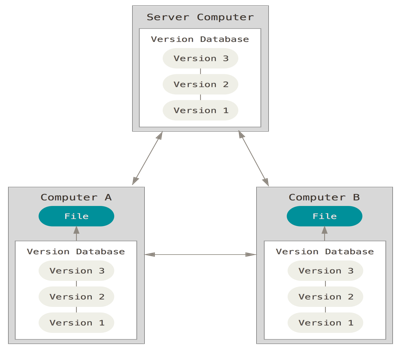 Server Computer
Version Database
Version 3
Version 2
Version 1
Computer A
File
Version Database
Version 3
Version 2
Version 1
Computer B
File
Version Database
Version 3
Version 2
Version 1